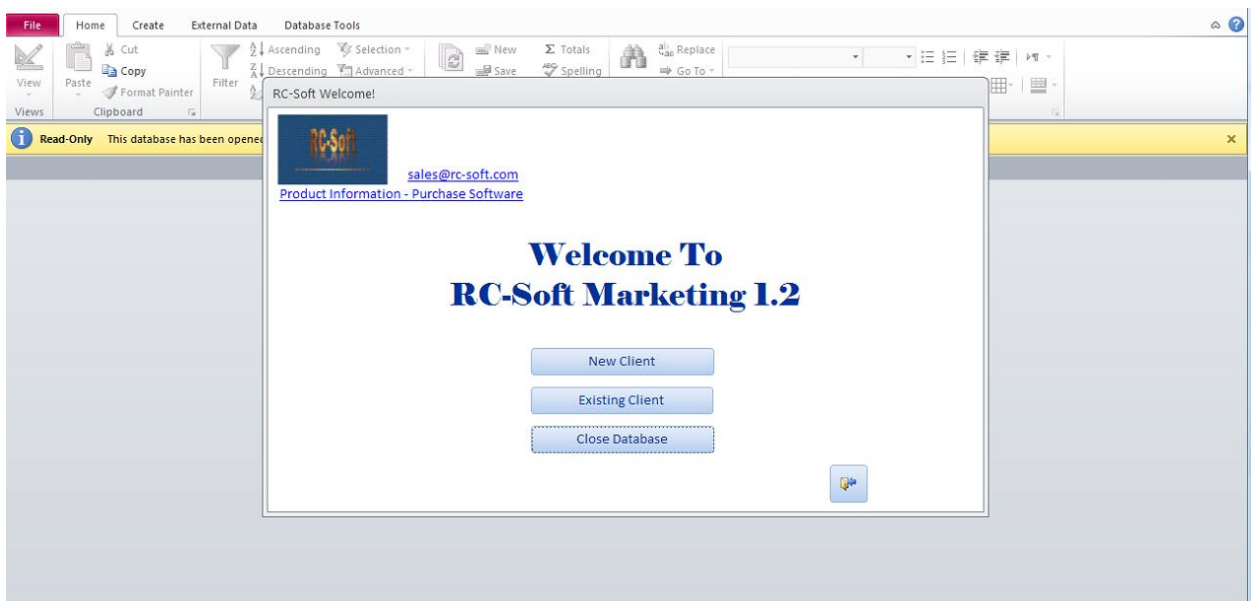 File Home Create External Data Database Tools
Cut
Copy
Format Painter
View
Paste
Views
Clipboard
Filter
Ascending
Descending
Selection
Advanced
New
Save
Σ Totals
Spelling
Replace
Go To
Read-Only This database has been opene
RC-Soft Welcome!
RC-Soft
sales@rc-soft.com
Product Information - Purchase Software
Welcome To
RC-Soft Marketing 1.2
New Client
Existing Client
Close Database